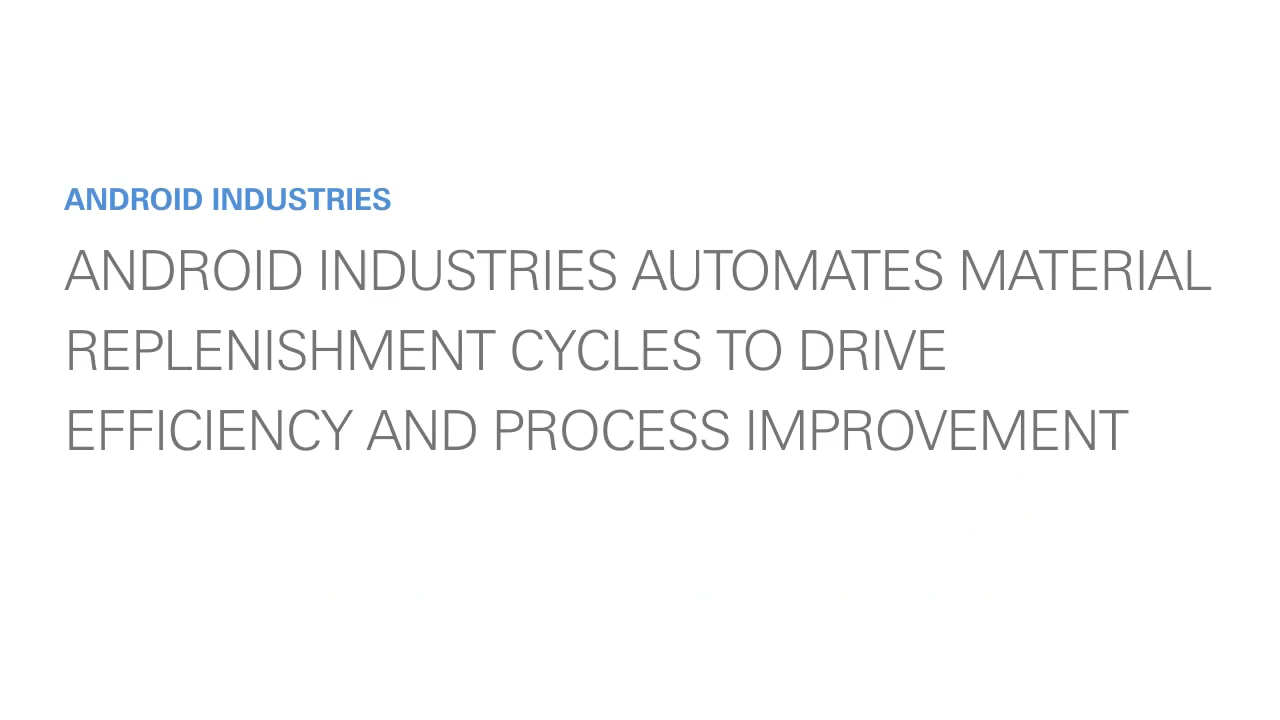 ANDROID INDUSTRIES
ANDROID INDUSTRIES AUTOMATES MATERIAL
REPLENISHMENT CYCLES TO DRIVE
EFFICIENCY AND PROCESS IMPROVEMENT